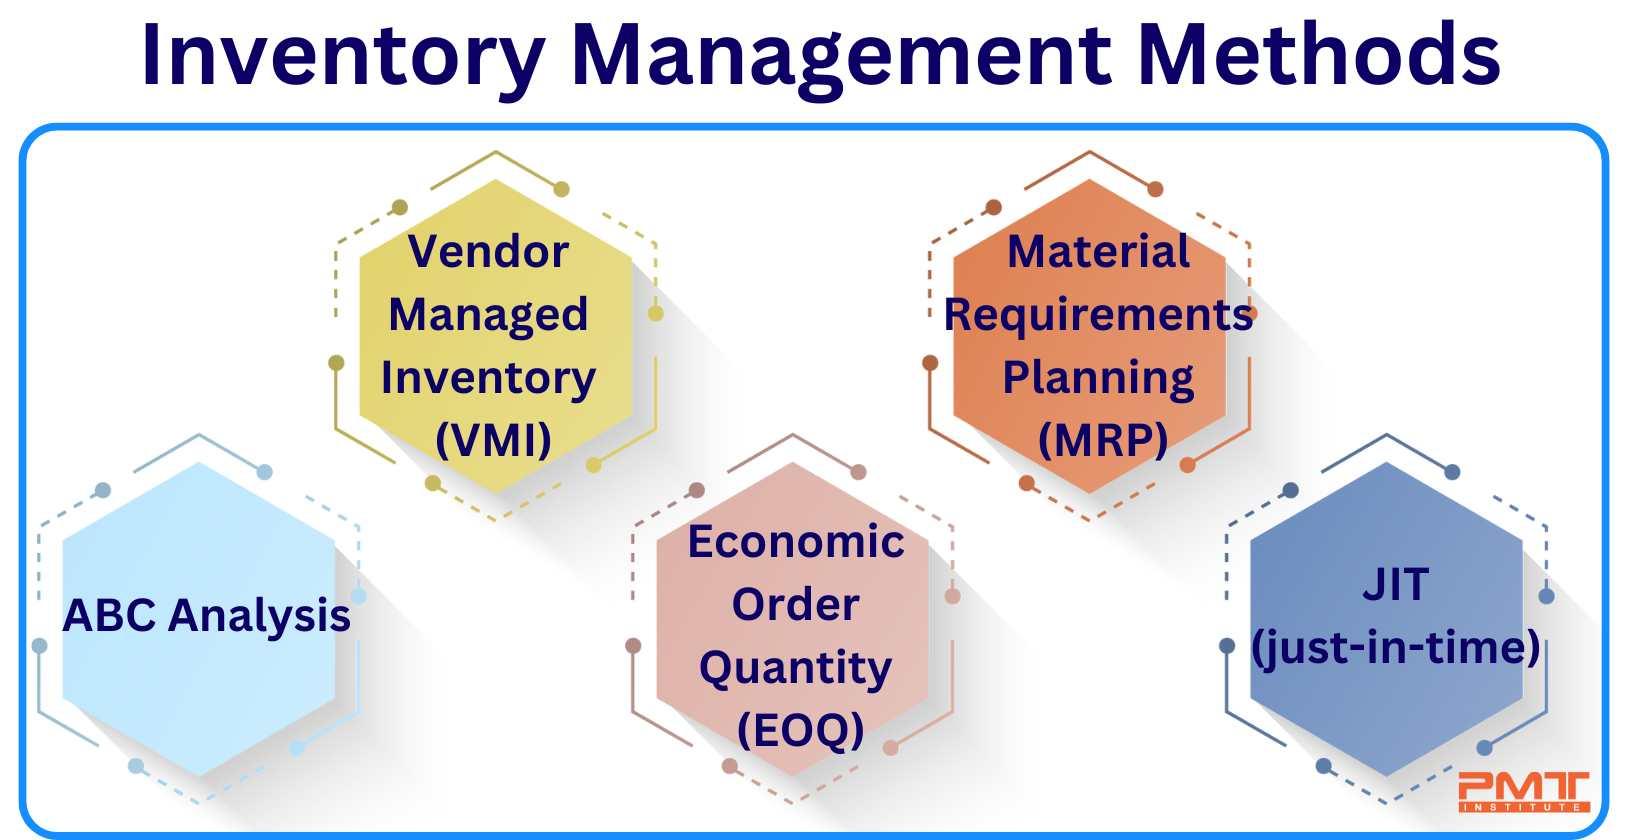 Inventory Management Methods
Vendor
Managed
Inventory
(VMI)
Material
Requirements
Planning
(MRP)
ABC Analysis
Economic
Order
Quantity
(EOQ)
JIT
(just-in-time)
PMT
INSTITUTE